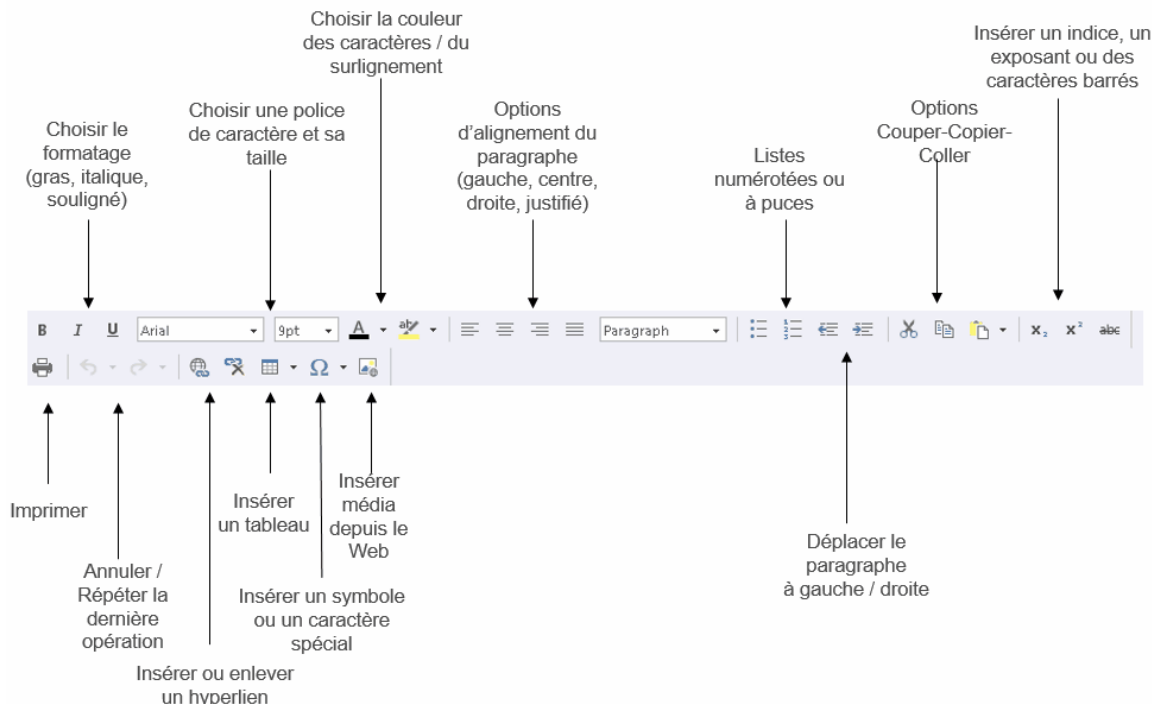 Choisir la couleur
des caractères / du
surlignement
Insérer un indice, un
exposant ou des
caractères barrés
Choisir une police
de caractère et sa
taille
Options
d'alignement du
paragraphe
(gauche, centre,
droite, justifié)
Options
Couper-Copier-
Coller
Choisir le
formatage
(gras, italique,
souligné)
Listes
numérotées ou
à puces
B I U Arial 9pt A ab Paragraph x₂ x² abc
Ω
Imprimer
Insérer
un tableau
Insérer
média
depuis le
Web
Déplacer le
paragraphe
à gauche / droite
Annuler /
Répéter la
dernière
opération
Insérer un symbole
ou un caractère
spécial
Insérer ou enlever
un hyperlien